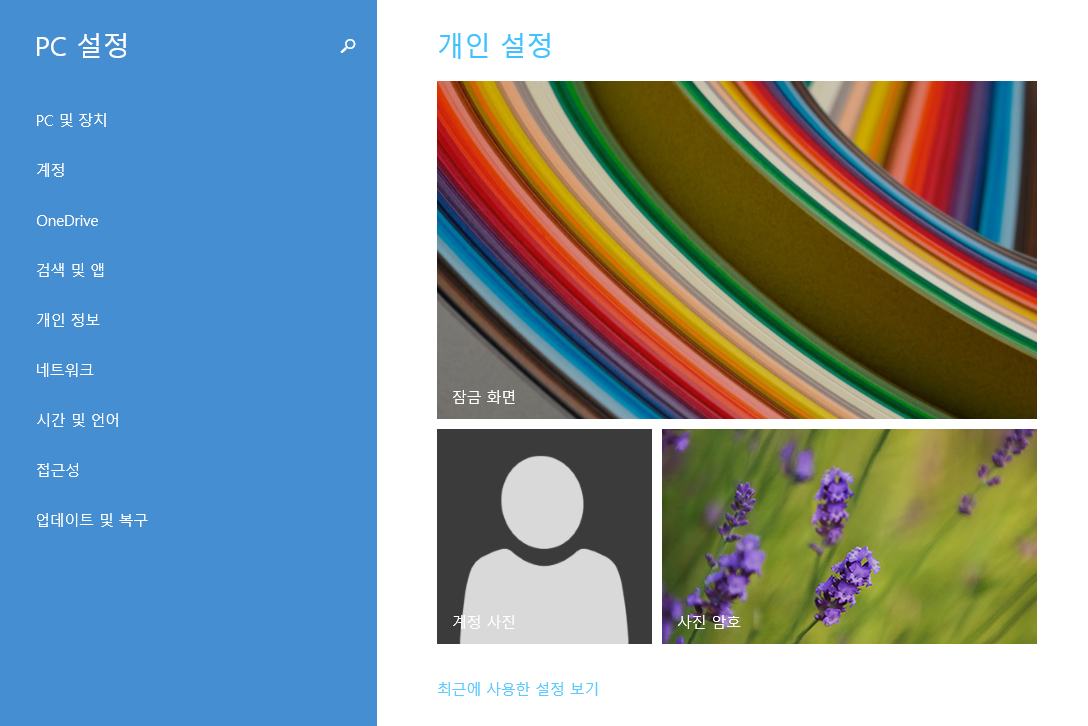 PC 설정
PC 및 장치
계정
OneDrive
검색 및 앱
개인 정보
네트워크
시간 및 언어
접근성
업데이트 및 복구
개인 설정
잠금 화면
계정 사진
사진 암호
최근에 사용한 설정 보기